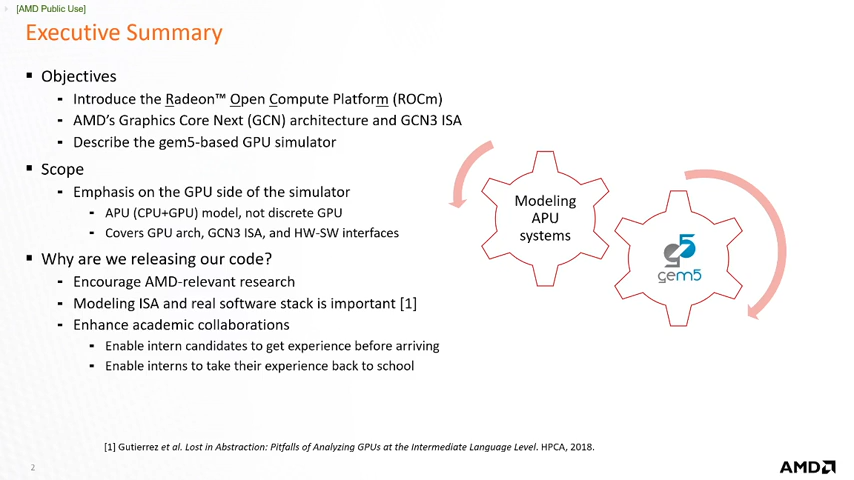 [AMD Public Use]
Executive Summary
▪ Objectives
- Introduce the Radeon™ Open Compute Platform (ROCm)
- AMD's Graphics Core Next (GCN) architecture and GCN3 ISA
- Describe the gem5-based GPU simulator
▪ Scope
- Emphasis on the GPU side of the simulator
- APU (CPU+GPU) model, not discrete GPU
- Covers GPU arch, GCN3 ISA, and HW-SW interfaces
▪ Why are we releasing our code?
- Encourage AMD-relevant research
- Modeling ISA and real software stack is important [1]
- Enhance academic collaborations
- Enable intern candidates to get experience before arriving
- Enable interns to take their experience back to school
Modeling
APU
systems
g5
gem5
[1] Gutierrez et al. Lost in Abstraction: Pitfalls of Analyzing GPUs at the Intermediate Language Level. HPCA, 2018.
2
AMD